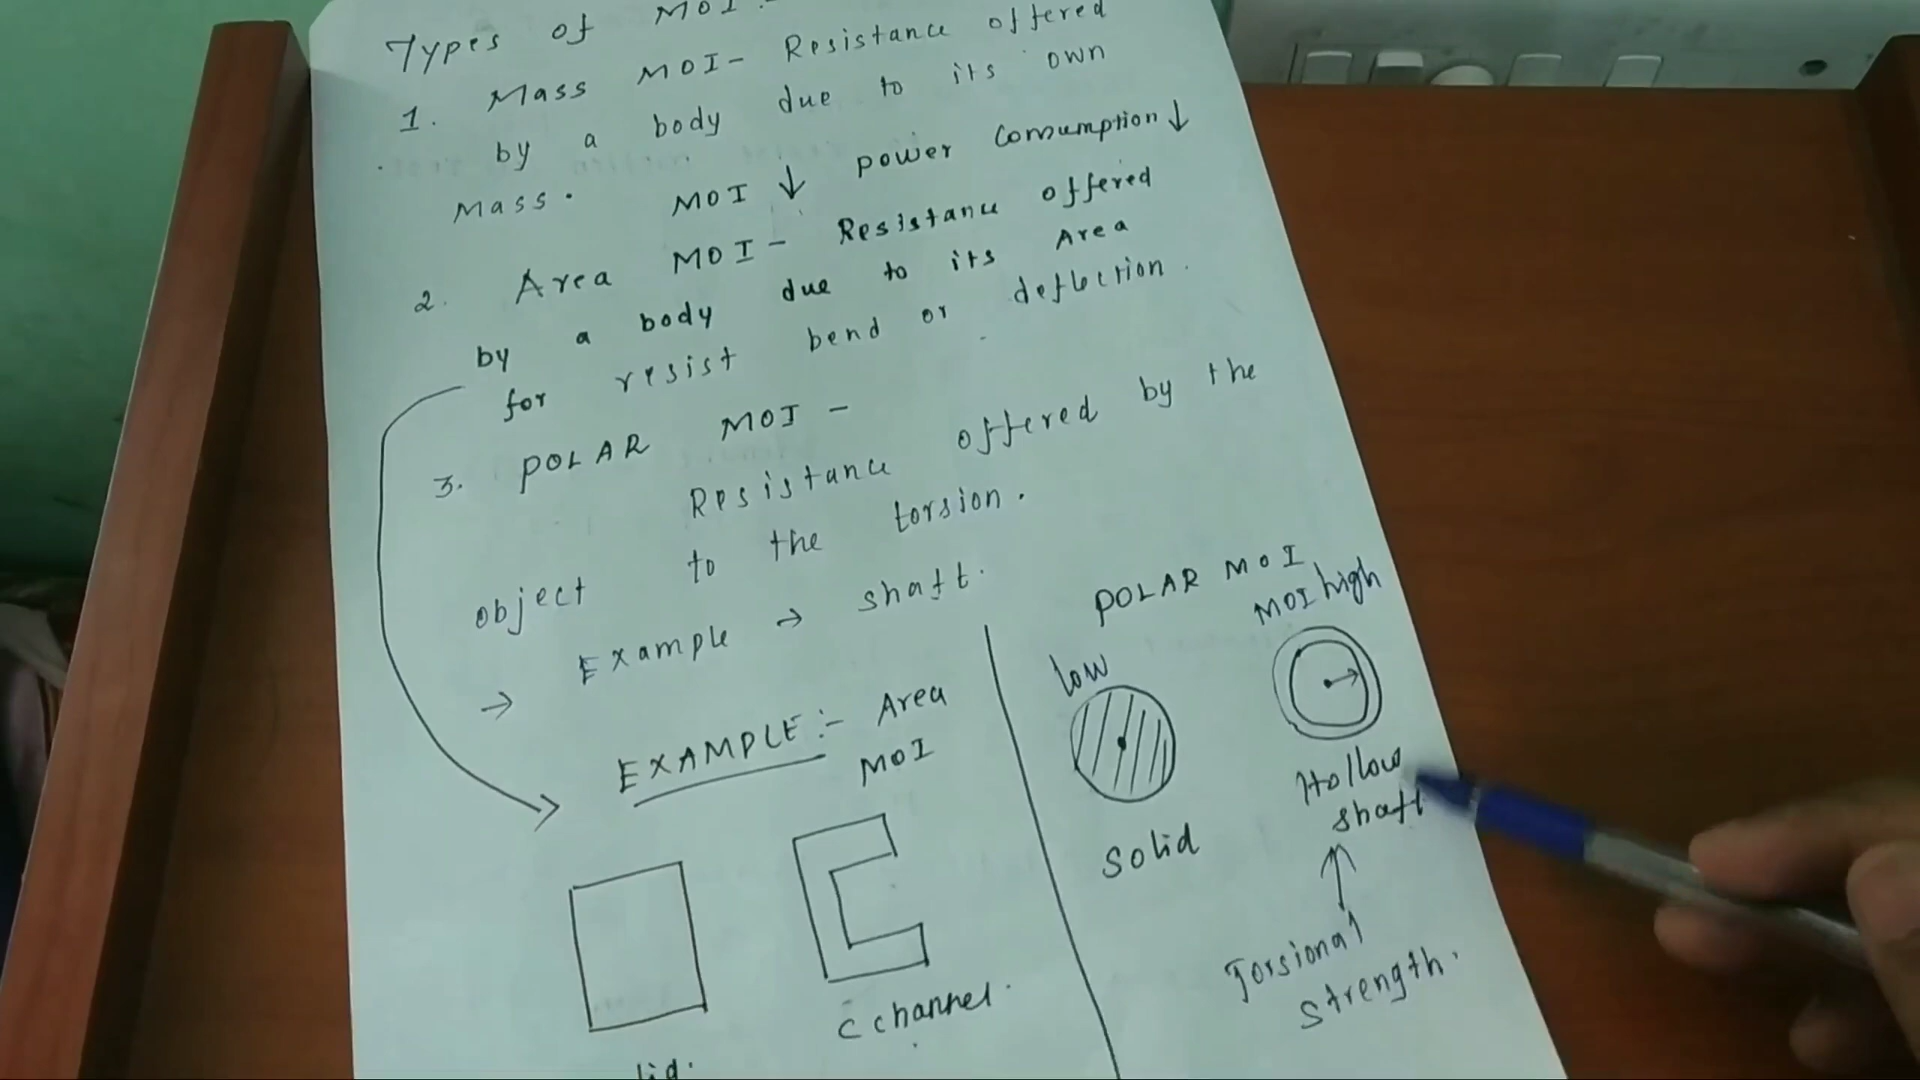 Types of MOI:-
1. Mass MOI- Resistance offered
by a body due to its own
Mass. MOI ↓ power Consumption ↓
2. Area MOI- Resistance offered
by a body due to its Area
for resist bend or deflection.
3. POLAR MOI -
Resistance offered by the
object to the torsion.
→ Example → shaft.
EXAMPLE:- Area
MOI
C channel.
POLAR MOI
low
MOI high
Solid
Hollow
shaft
Torsional
strength.